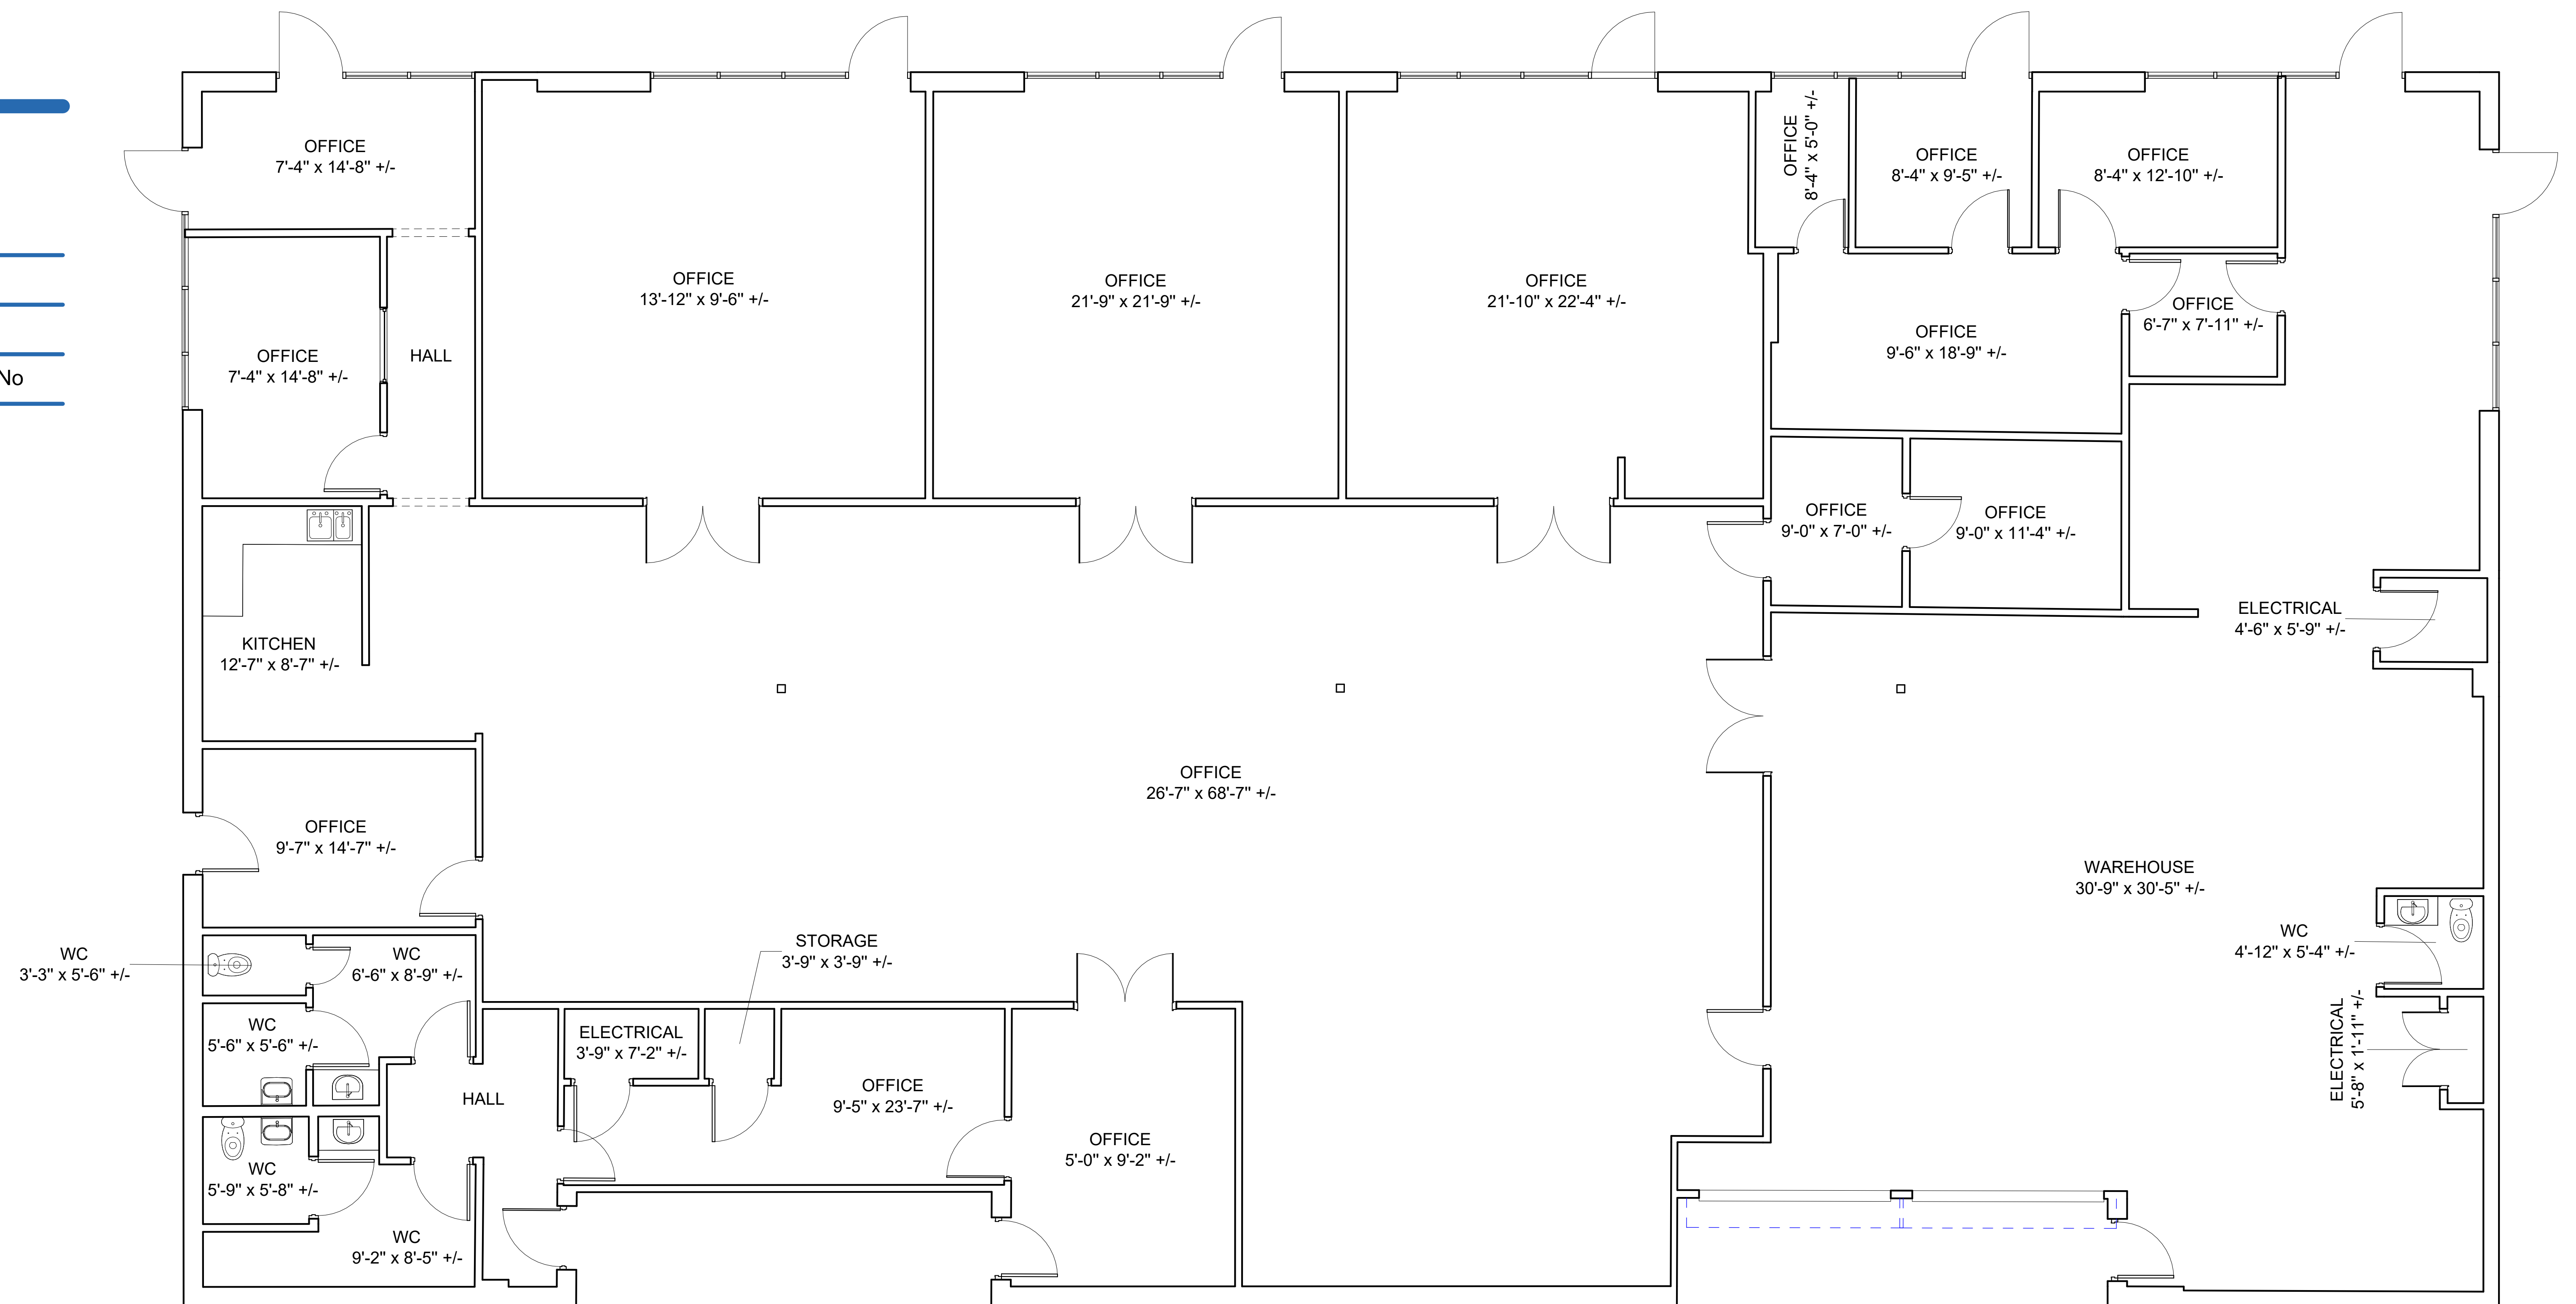 No
OFFICE
7'-4" x 14'-8" +/-
OFFICE
7'-4" x 14'-8" +/-
HALL
OFFICE
13'-12" x 9'-6" +/-
OFFICE
21'-9" x 21'-9" +/-
OFFICE
21'-10" x 22'-4" +/-
OFFICE
8'-4" x 5'-0" +/-
OFFICE
8'-4" x 9'-5" +/-
OFFICE
8'-4" x 12'-10" +/-
OFFICE
9'-6" x 18'-9" +/-
OFFICE
6'-7" x 7'-11" +/-
OFFICE
9'-0" x 7'-0" +/-
OFFICE
9'-0" x 11'-4" +/-
ELECTRICAL
4'-6" x 5'-9" +/-
KITCHEN
12'-7" x 8'-7" +/-
OFFICE
26'-7" x 68'-7" +/-
OFFICE
9'-7" x 14'-7" +/-
WAREHOUSE
30'-9" x 30'-5" +/-
WC
3'-3" x 5'-6" +/-
WC
6'-6" x 8'-9" +/-
STORAGE
3'-9" x 3'-9" +/-
WC
4'-12" x 5'-4" +/-
WC
5'-6" x 5'-6" +/-
ELECTRICAL
3'-9" x 7'-2" +/-
ELECTRICAL
5'-8" x 1'-11" +/-
HALL
OFFICE
9'-5" x 23'-7" +/-
OFFICE
5'-0" x 9'-2" +/-
WC
5'-9" x 5'-8" +/-
WC
9'-2" x 8'-5" +/-